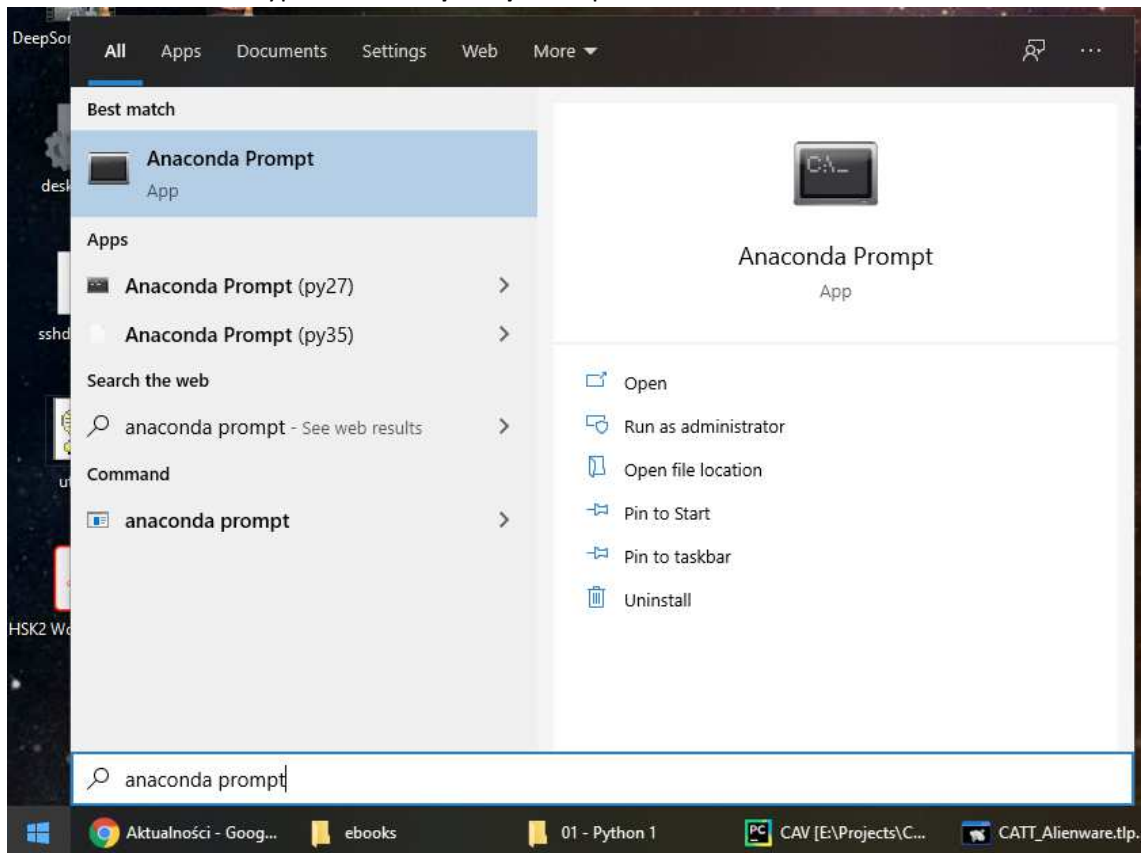 DeepSor
All Apps Documents Settings Web More
Best match
Anaconda Prompt
App
Apps
Anaconda Prompt (py27)
Anaconda Prompt (py35)
Search the web
anaconda prompt - See web results
Command
anaconda prompt
C:\_
Anaconda Prompt
App
Open
Run as administrator
Open file location
Pin to Start
Pin to taskbar
Uninstall
desk
sshd
HSK2 Wo
anaconda prompt
Aktualności - Goog... ebooks 01 - Python 1 PC CAV [E:\Projects\C... CATT_Alienware.tlp.